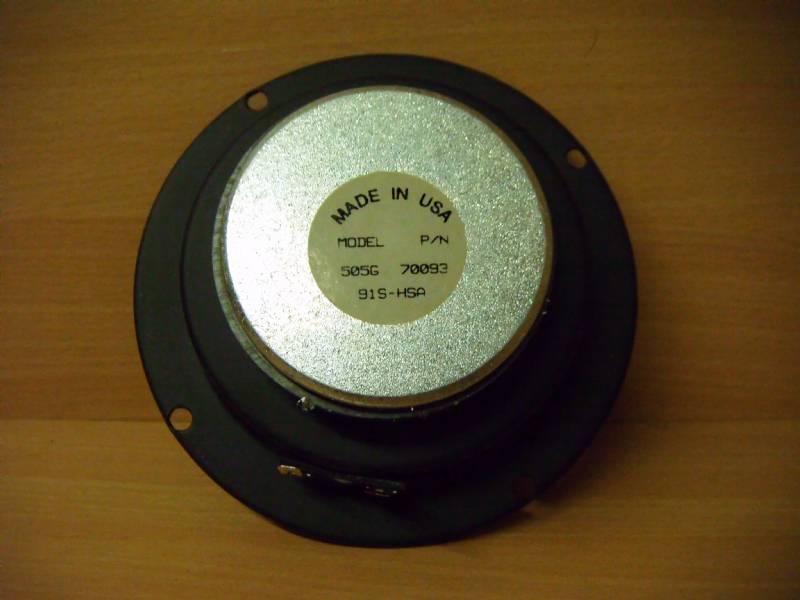 MADE IN USA
MODEL P/N
505G 70093
91S-HSA